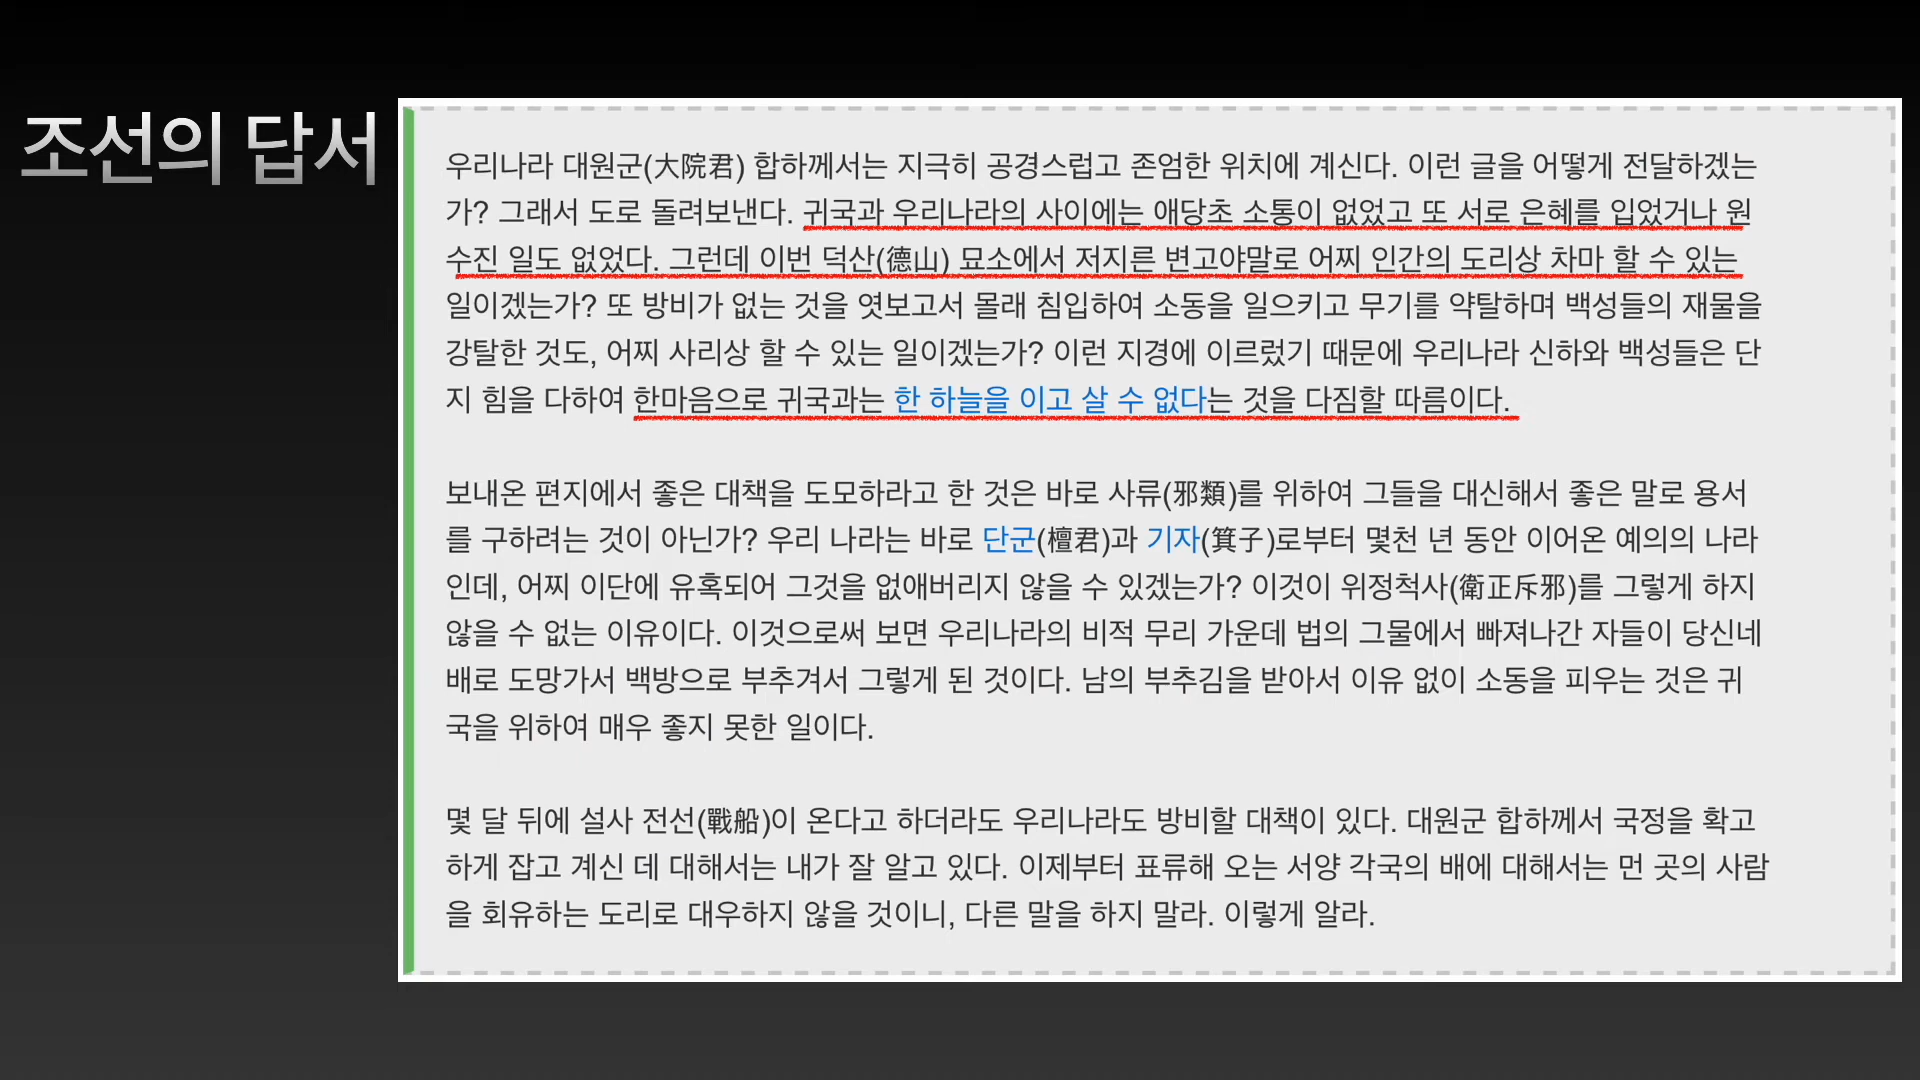 조선의 답서
우리나라 대원군(大院君) 합하께서는 지극히 공경스럽고 존엄한 위치에 계신다. 이런 글을 어떻게 전달하겠는
가? 그래서 도로 돌려보낸다. 귀국과 우리나라의 사이에는 애당초 소통이 없었고 또 서로 은혜를 입었거나 원
수진 일도 없었다. 그런데 이번 덕산(德山) 묘소에서 저지른 변고야말로 어찌 인간의 도리상 차마 할 수 있는
일이겠는가? 또 방비가 없는 것을 엿보고서 몰래 침입하여 소동을 일으키고 무기를 약탈하며 백성들의 재물을
강탈한 것도, 어찌 사리상 할 수 있는 일이겠는가? 이런 지경에 이르렀기 때문에 우리나라 신하와 백성들은 단
지 힘을 다하여 한마음으로 귀국과는 한 하늘을 이고 살 수 없다는 것을 다짐할 따름이다.
보내온 편지에서 좋은 대책을 도모하라고 한 것은 바로 사류(邪類)를 위하여 그들을 대신해서 좋은 말로 용서
를 구하려는 것이 아닌가? 우리 나라는 바로 단군(檀君)과 기자(箕子)로부터 몇천 년 동안 이어온 예의의 나라
인데, 어찌 이단에 유혹되어 그것을 없애버리지 않을 수 있겠는가? 이것이 위정척사(衛正斥邪)를 그렇게 하지
않을 수 없는 이유이다. 이것으로써 보면 우리나라의 비적 무리 가운데 법의 그물에서 빠져나간 자들이 당신네
배로 도망가서 백방으로 부추겨서 그렇게 된 것이다. 남의 부추김을 받아서 이유 없이 소동을 피우는 것은 귀
국을 위하여 매우 좋지 못한 일이다.
몇 달 뒤에 설사 전선(戰船)이 온다고 하더라도 우리나라도 방비할 대책이 있다. 대원군 합하께서 국정을 확고
하게 잡고 계신 데 대해서는 내가 잘 알고 있다. 이제부터 표류해 오는 서양 각국의 배에 대해서는 먼 곳의 사람
을 회유하는 도리로 대우하지 않을 것이니, 다른 말을 하지 말라. 이렇게 알라.